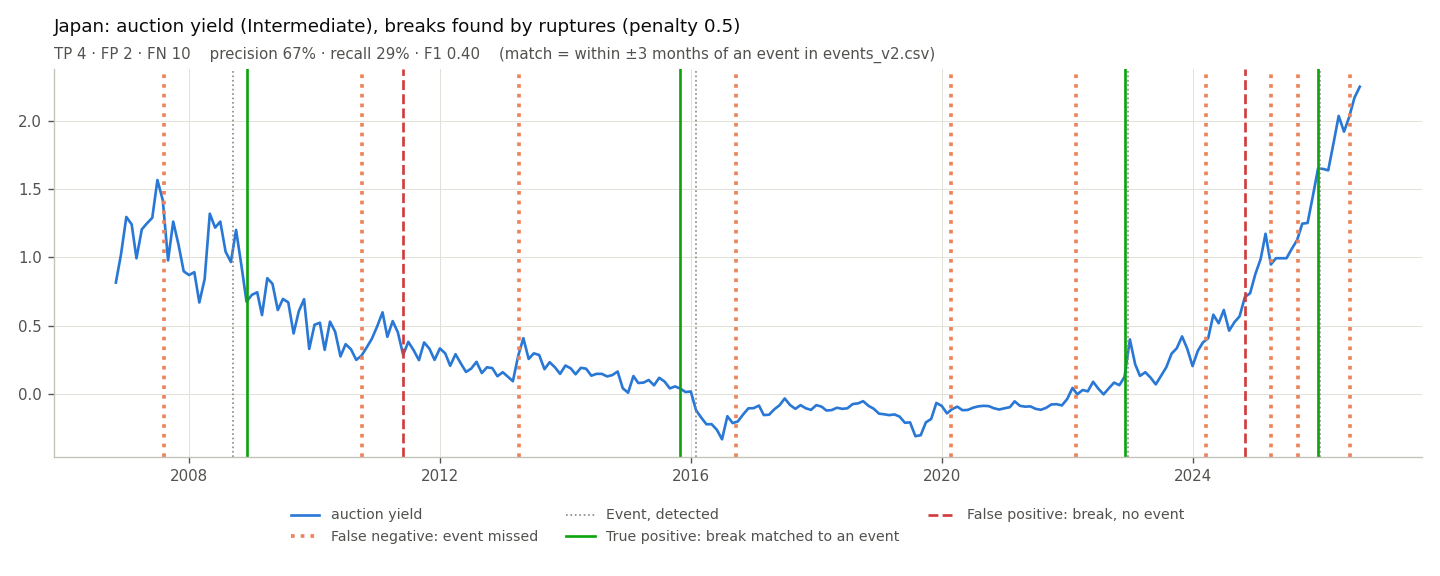 Japan: auction yield (Intermediate), breaks found by ruptures (penalty 0.5)
TP 4 · FP 2 · FN 10    precision 67% · recall 29% · F1 0.40    (match = within ±3 months of an event in events_v2.csv)
2.0
1.5
1.0
0.5
0.0
2008 2012 2016 2020 2024
auction yield Event, detected False positive: break, no event
False negative: event missed True positive: break matched to an event